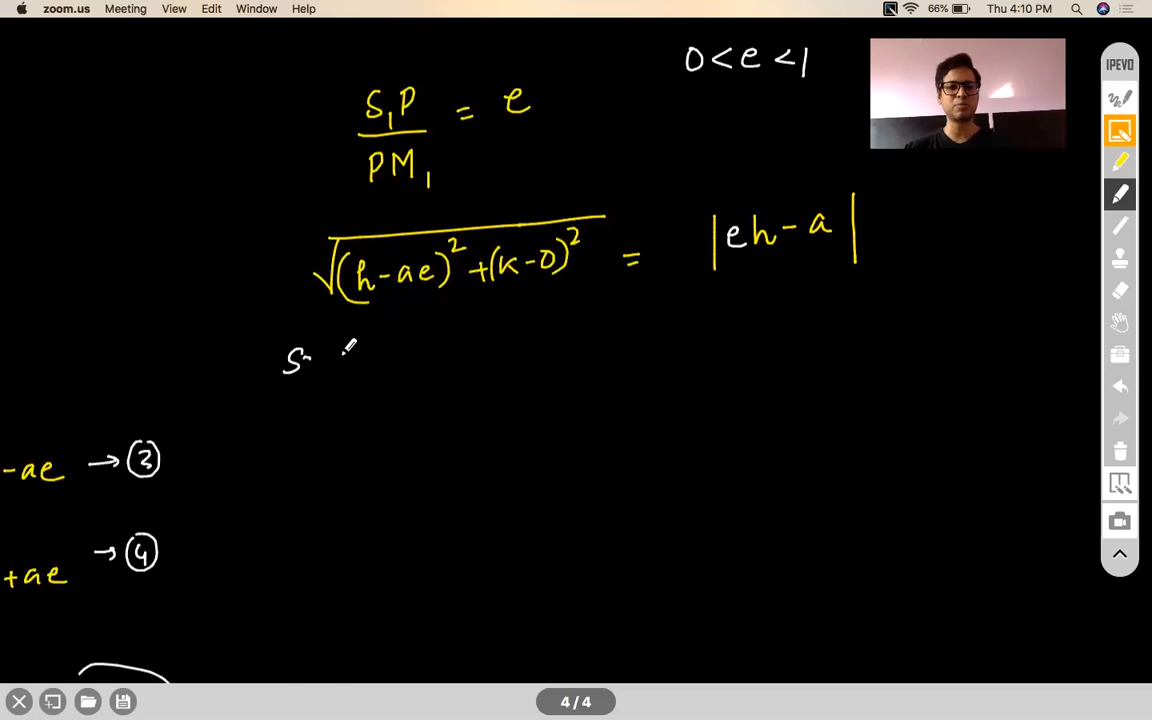 zoom.us Meeting View Edit Window Help 66% Thu 4:10 PM
0 < e < 1
IPEVO
S₁P / PM₁ = e
√((h-ae)² + (k-0)²) = |eh-a|
S
-ae → ③
+ae → ④
4 / 4